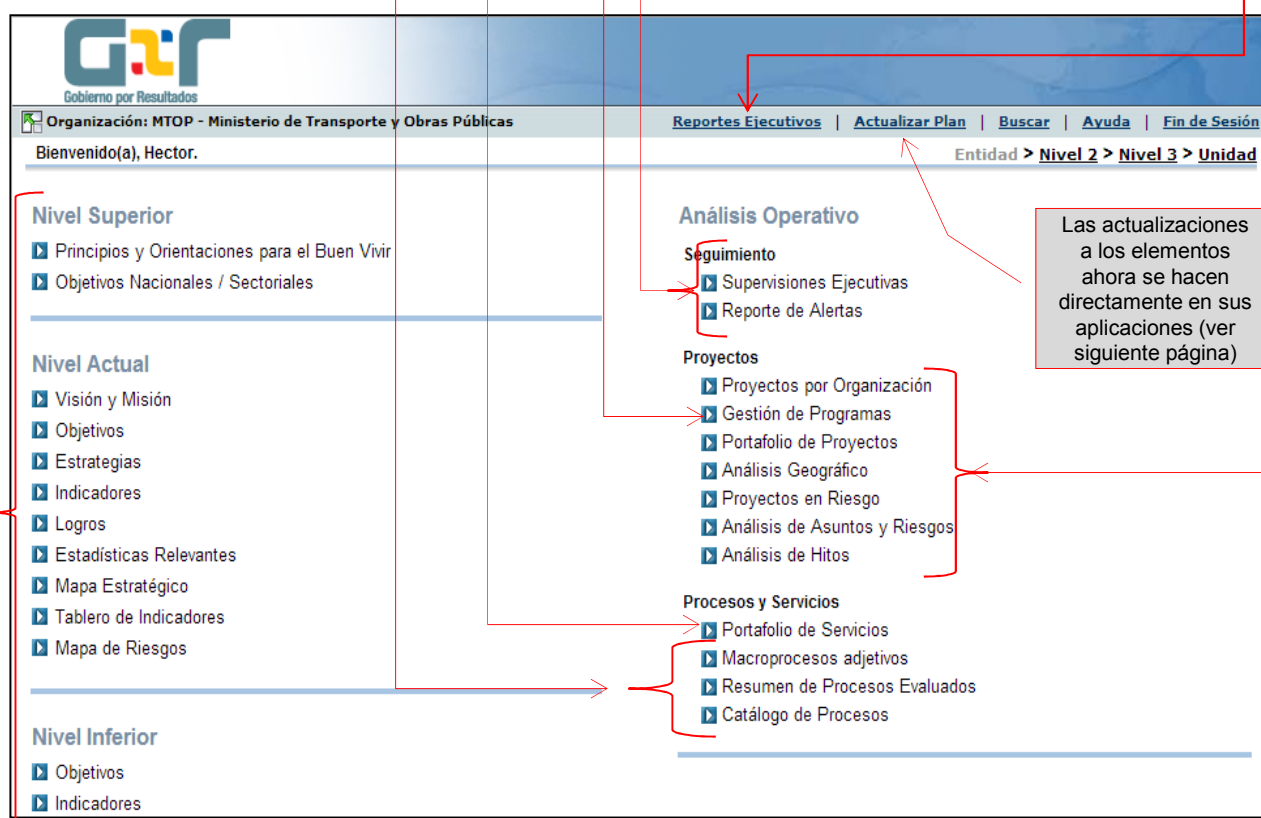 GPR
Gobierno por Resultados
Organización: MTOP - Ministerio de Transporte y Obras Públicas
Reportes Ejecutivos | Actualizar Plan | Buscar | Ayuda | Fin de Sesión
Bienvenido(a), Hector.
Entidad > Nivel 2 > Nivel 3 > Unidad
Nivel Superior
Principios y Orientaciones para el Buen Vivir
Objetivos Nacionales / Sectoriales
Nivel Actual
Visión y Misión
Objetivos
Estrategias
Indicadores
Logros
Estadísticas Relevantes
Mapa Estratégico
Tablero de Indicadores
Mapa de Riesgos
Nivel Inferior
Objetivos
Indicadores
Análisis Operativo
Seguimiento
Supervisiones Ejecutivas
Reporte de Alertas
Proyectos
Proyectos por Organización
Gestión de Programas
Portafolio de Proyectos
Análisis Geográfico
Proyectos en Riesgo
Análisis de Asuntos y Riesgos
Análisis de Hitos
Procesos y Servicios
Portafolio de Servicios
Macroprocesos adjetivos
Resumen de Procesos Evaluados
Catálogo de Procesos
Las actualizaciones
a los elementos
ahora se hacen
directamente en sus
aplicaciones (ver
siguiente página)